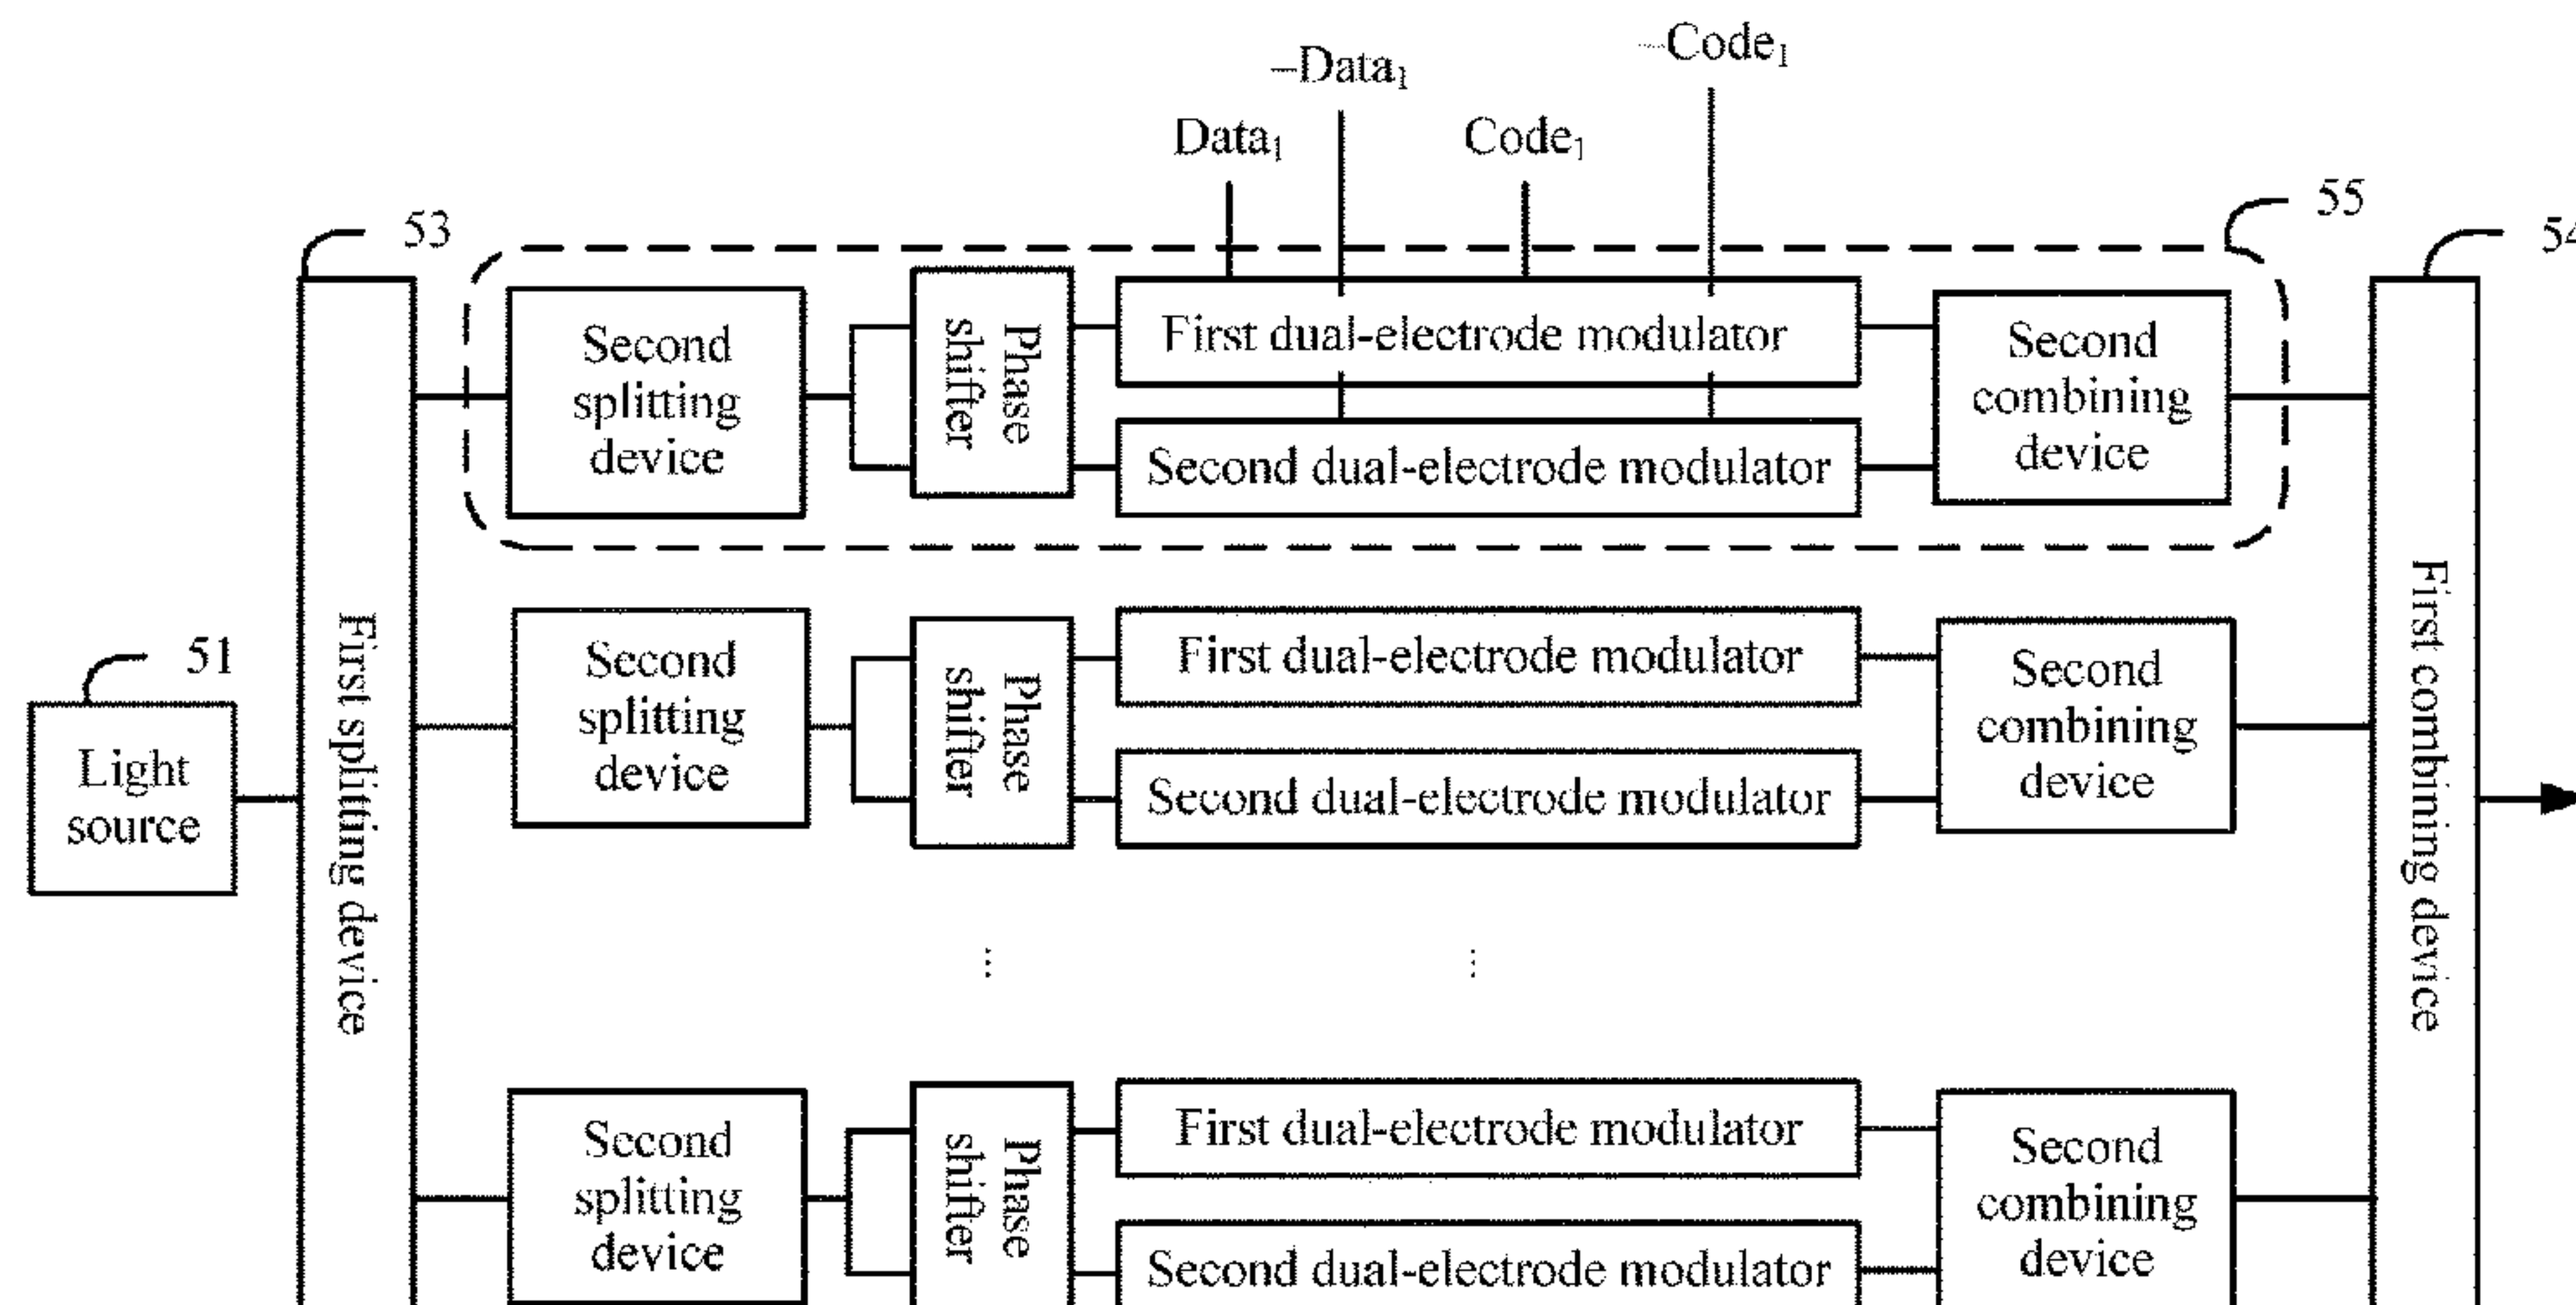 –Code₁
–Data₁
Data₁
Code₁
53
55
54
Second
splitting
device
Phase
shifter
First dual-electrode modulator
Second dual-electrode modulator
Second
combining
device
51
Light
source
First splitting device
Second
splitting
device
Phase
shifter
First dual-electrode modulator
Second dual-electrode modulator
Second
combining
device
First combining device
...
...
Second
splitting
device
Phase
shifter
First dual-electrode modulator
Second dual-electrode modulator
Second
combining
device